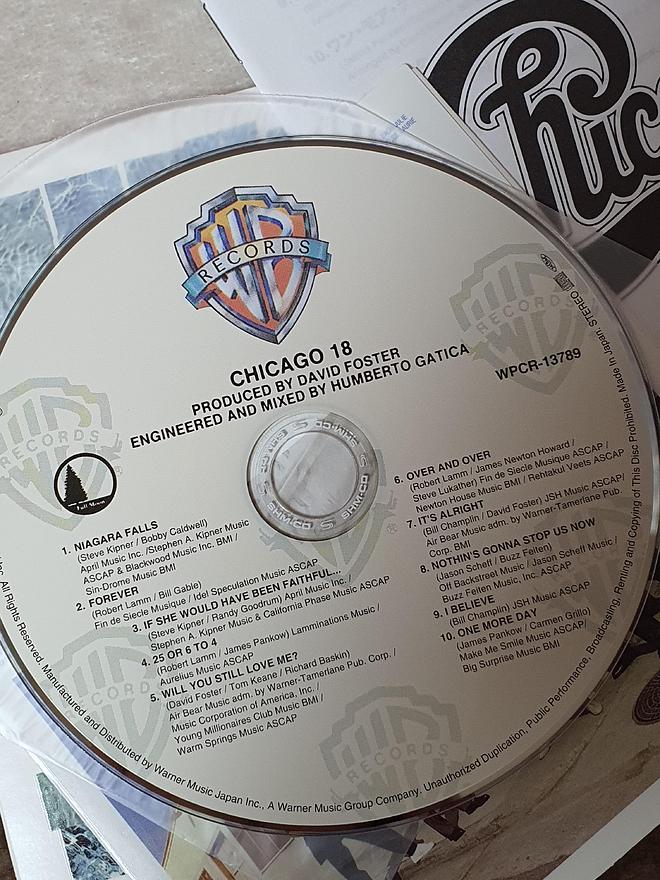 Chic
WB
RECORDS
CHICAGO 18
PRODUCED BY DAVID FOSTER
ENGINEERED AND MIXED BY HUMBERTO GATICA
WPCR-13789
STEREO
Full Moon
SHM-CD SHM-CD SHM-CD SHM-CD
1. NIAGARA FALLS
(Steve Kipner / Bobby Caldwell)
April Music Inc. /Stephen A. Kipner Music
ASCAP & Blackwood Music Inc. BMI /
Sin-Drome Music BMI
2. FOREVER
(Robert Lamm / Bill Gable)
Fin de Siecle Musique / Idel Speculation Music ASCAP
3. IF SHE WOULD HAVE BEEN FAITHFUL...
(Steve Kipner / Randy Goodrum) April Music Inc. /
Stephen A. Kipner Music & California Phase Music ASCAP
4. 25 OR 6 TO 4
(Robert Lamm / James Pankow) Lamminations Music /
Aurelius Music ASCAP
5. WILL YOU STILL LOVE ME?
(David Foster / Tom Keane / Richard Baskin)
Air Bear Music adm. by Warner-Tamerlane Pub. Corp. /
Music Corporation of America, Inc. /
Young Millionaires Club Music BMI /
Warm Springs Music ASCAP
6. OVER AND OVER
(Robert Lamm / James Newton Howard /
Steve Lukather) Fin de Siecle Musique ASCAP /
Newton House Music BMI / Rehtakul Veets ASCAP
7. IT'S ALRIGHT
(Bill Champlin / David Foster) JSH Music ASCAP/
Air Bear Music adm. by Warner-Tamerlane Pub.
Corp. BMI
8. NOTHIN'S GONNA STOP US NOW
(Jason Scheff / Buzz Feiten)
Off Backstreet Music / Jason Scheff Music /
Buzz Feiten Music, Inc. ASCAP
9. I BELIEVE
(Bill Champlin) JSH Music ASCAP
10. ONE MORE DAY
(James Pankow / Carmen Grillo)
Make Me Smile Music ASCAP/
Big Surprise Music BMI
All Rights Reserved. Manufactured and Distributed by Warner Music Japan Inc., A Warner Music Group Company. Unauthorized Duplication, Public Performance, Broadcasting, Renting and Copying of This Disc Prohibited. Made in Japan.